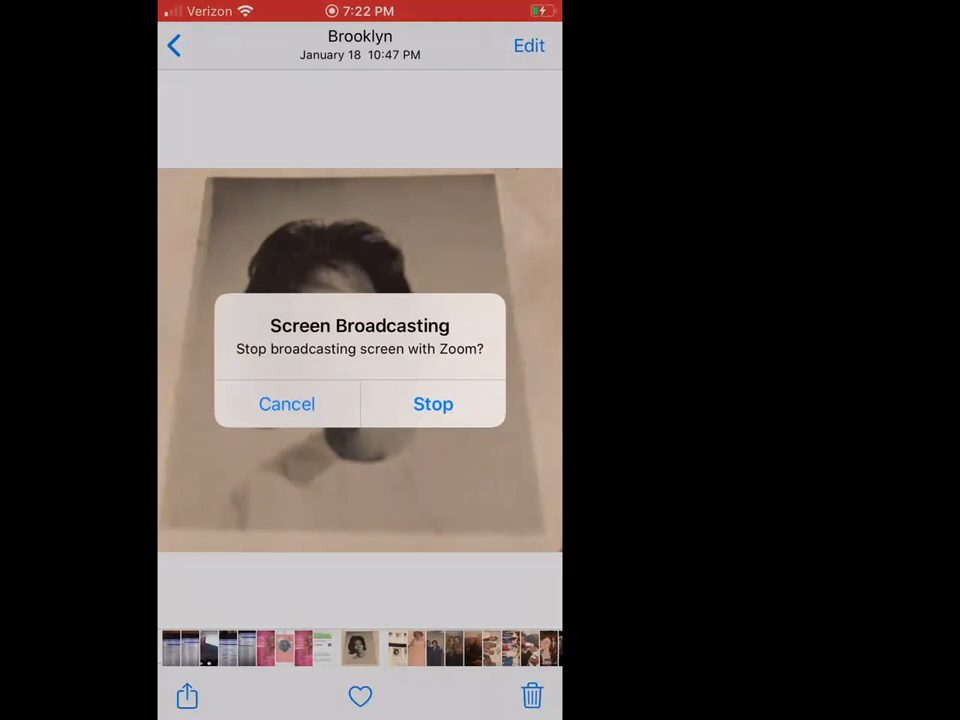 Verizon 7:22 PM
Brooklyn
January 18 10:47 PM
Edit
Screen Broadcasting
Stop broadcasting screen with Zoom?
Cancel
Stop